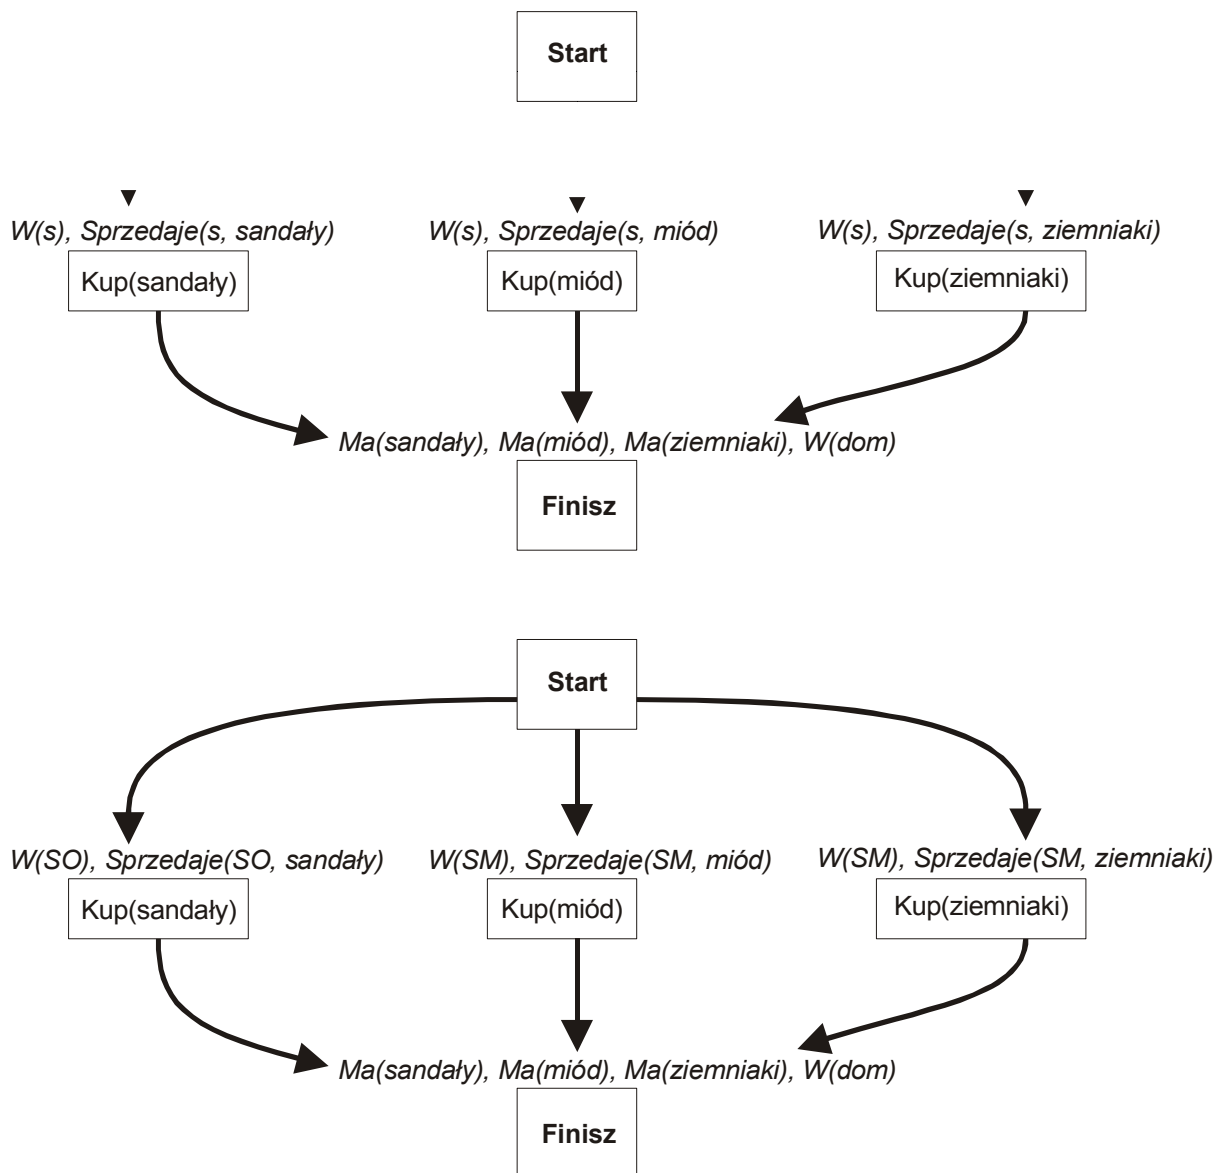 Start
W(s), Sprzedaje(s, sandały) W(s), Sprzedaje(s, miód) W(s), Sprzedaje(s, ziemniaki)
Kup(sandały) Kup(miód) Kup(ziemniaki)
Ma(sandały), Ma(miód), Ma(ziemniaki), W(dom)
Finisz
Start
W(SO), Sprzedaje(SO, sandały) W(SM), Sprzedaje(SM, miód) W(SM), Sprzedaje(SM, ziemniaki)
Kup(sandały) Kup(miód) Kup(ziemniaki)
Ma(sandały), Ma(miód), Ma(ziemniaki), W(dom)
Finisz